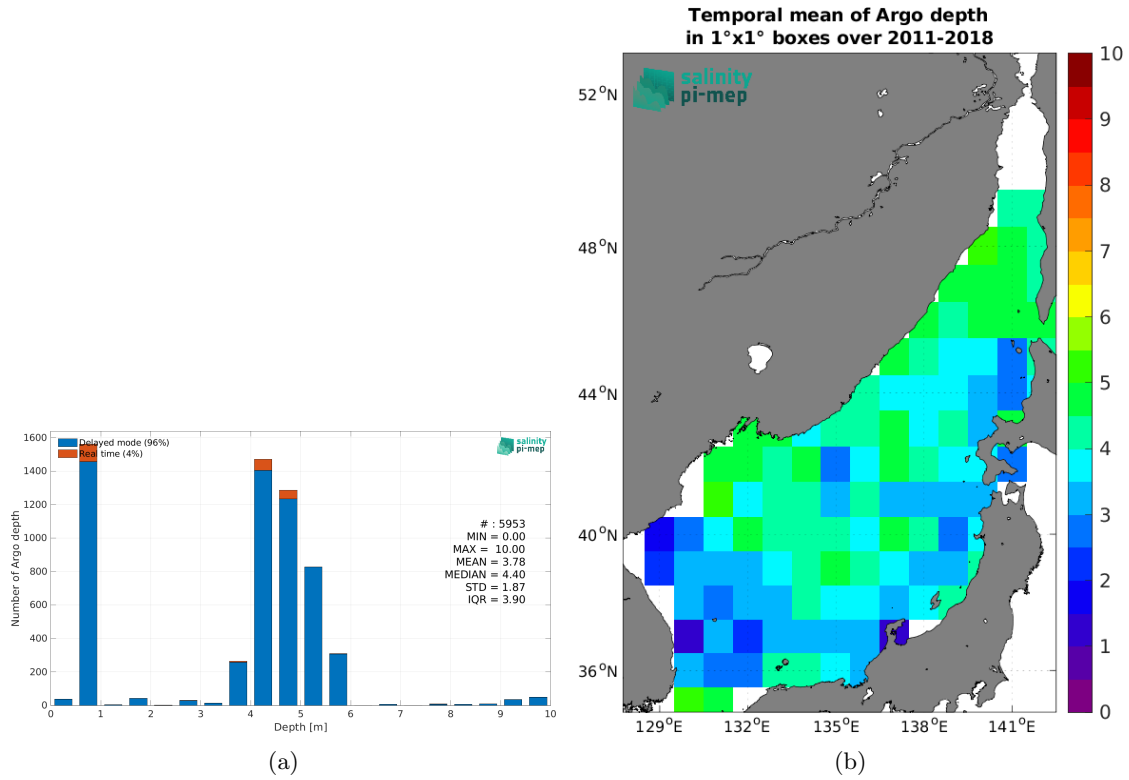 1600
1400
1200
1000
800
600
400
200
0
Number of Argo depth
Delayed mode (96%)
Real time (4%)
salinity
pi-mep
# : 5953
MIN = 0.00
MAX = 10.00
MEAN = 3.78
MEDIAN = 4.40
STD = 1.87
IQR = 3.90
0 1 2 3 4 5 6 7 8 9 10
Depth [m]
(a)
Temporal mean of Argo depth
in 1°x1° boxes over 2011-2018
salinity
pi-mep
52°N
48°N
44°N
40°N
36°N
129°E 132°E 135°E 138°E 141°E
10
9
8
7
6
5
4
3
2
1
0
(b)